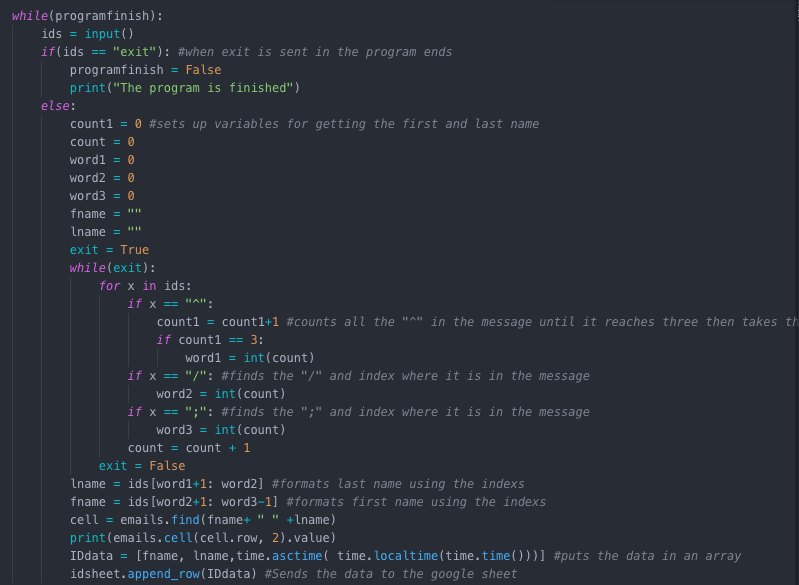 while(programfinish):
    ids = input()
    if(ids == "exit"): #when exit is sent in the program ends
        programfinish = False
        print("The program is finished")
    else:
        count1 = 0 #sets up variables for getting the first and last name
        count = 0
        word1 = 0
        word2 = 0
        word3 = 0
        fname = ""
        lname = ""
        exit = True
        while(exit):
            for x in ids:
                if x == "^":
                    count1 = count1+1 #counts all the "^" in the message until it reaches three then takes
                    if count1 == 3:
                        word1 = int(count)
                if x == "/": #finds the "/" and index where it is in the message
                    word2 = int(count)
                if x == ";": #finds the ";" and index where it is in the message
                    word3 = int(count)
                count = count + 1
            exit = False
        lname = ids[word1+1: word2] #formats last name using the indexs
        fname = ids[word2+1: word3-1] #formats first name using the indexs
        cell = emails.find(fname+ " " +lname)
        print(emails.cell(cell.row, 2).value)
        IDdata = [fname, lname,time.asctime( time.localtime(time.time()))] #puts the data in an array
        idsheet.append_row(IDdata) #Sends the data to the google sheet